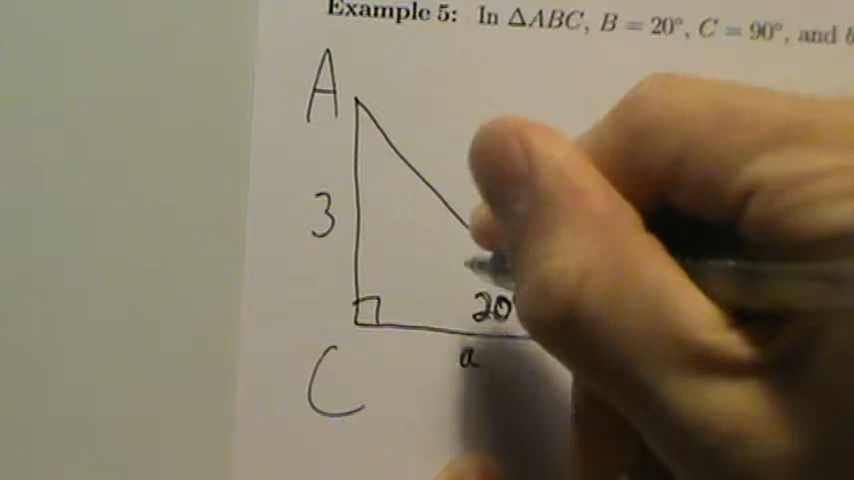 Example 5: In ΔABC, B = 20°, C = 90°, and
A
3
20
a
C